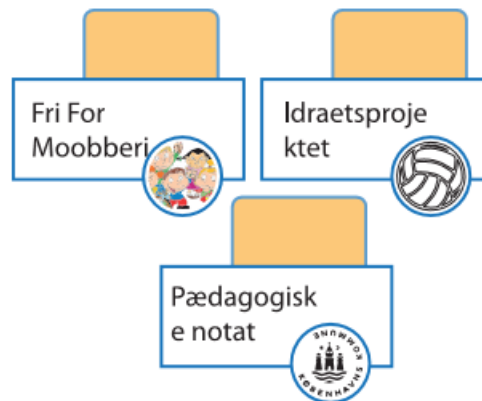 Fri For
Moobberi
Idraetsproje
ktet
Pædagogisk
e notat
KØBENHAVNS
KOMMUNE